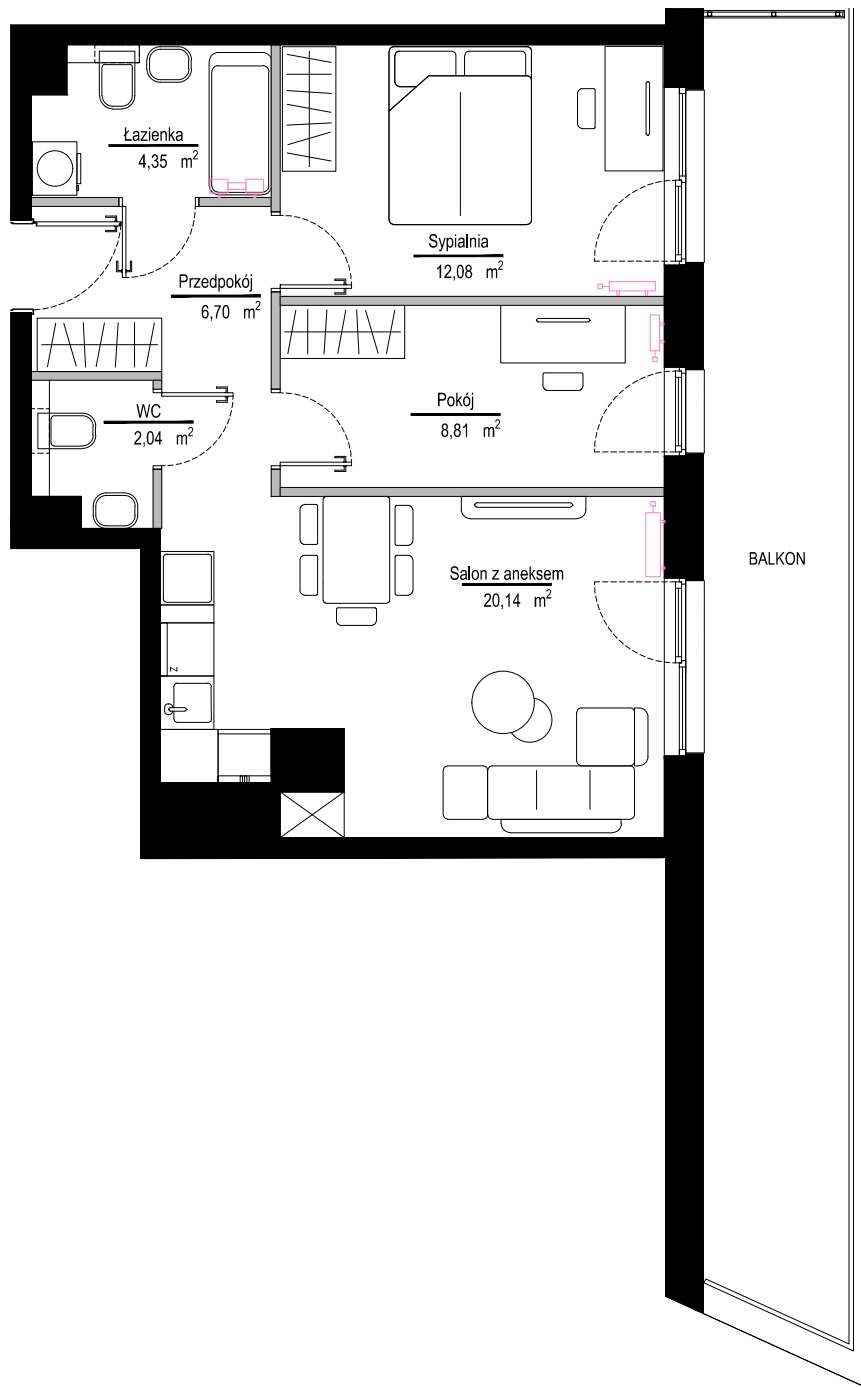 Łazienka
4,35 m²
Sypialnia
12,08 m²
Przedpokój
6,70 m²
Pokój
8,81 m²
WC
2,04 m²
Salon z aneksem
20,14 m²
BALKON
Z